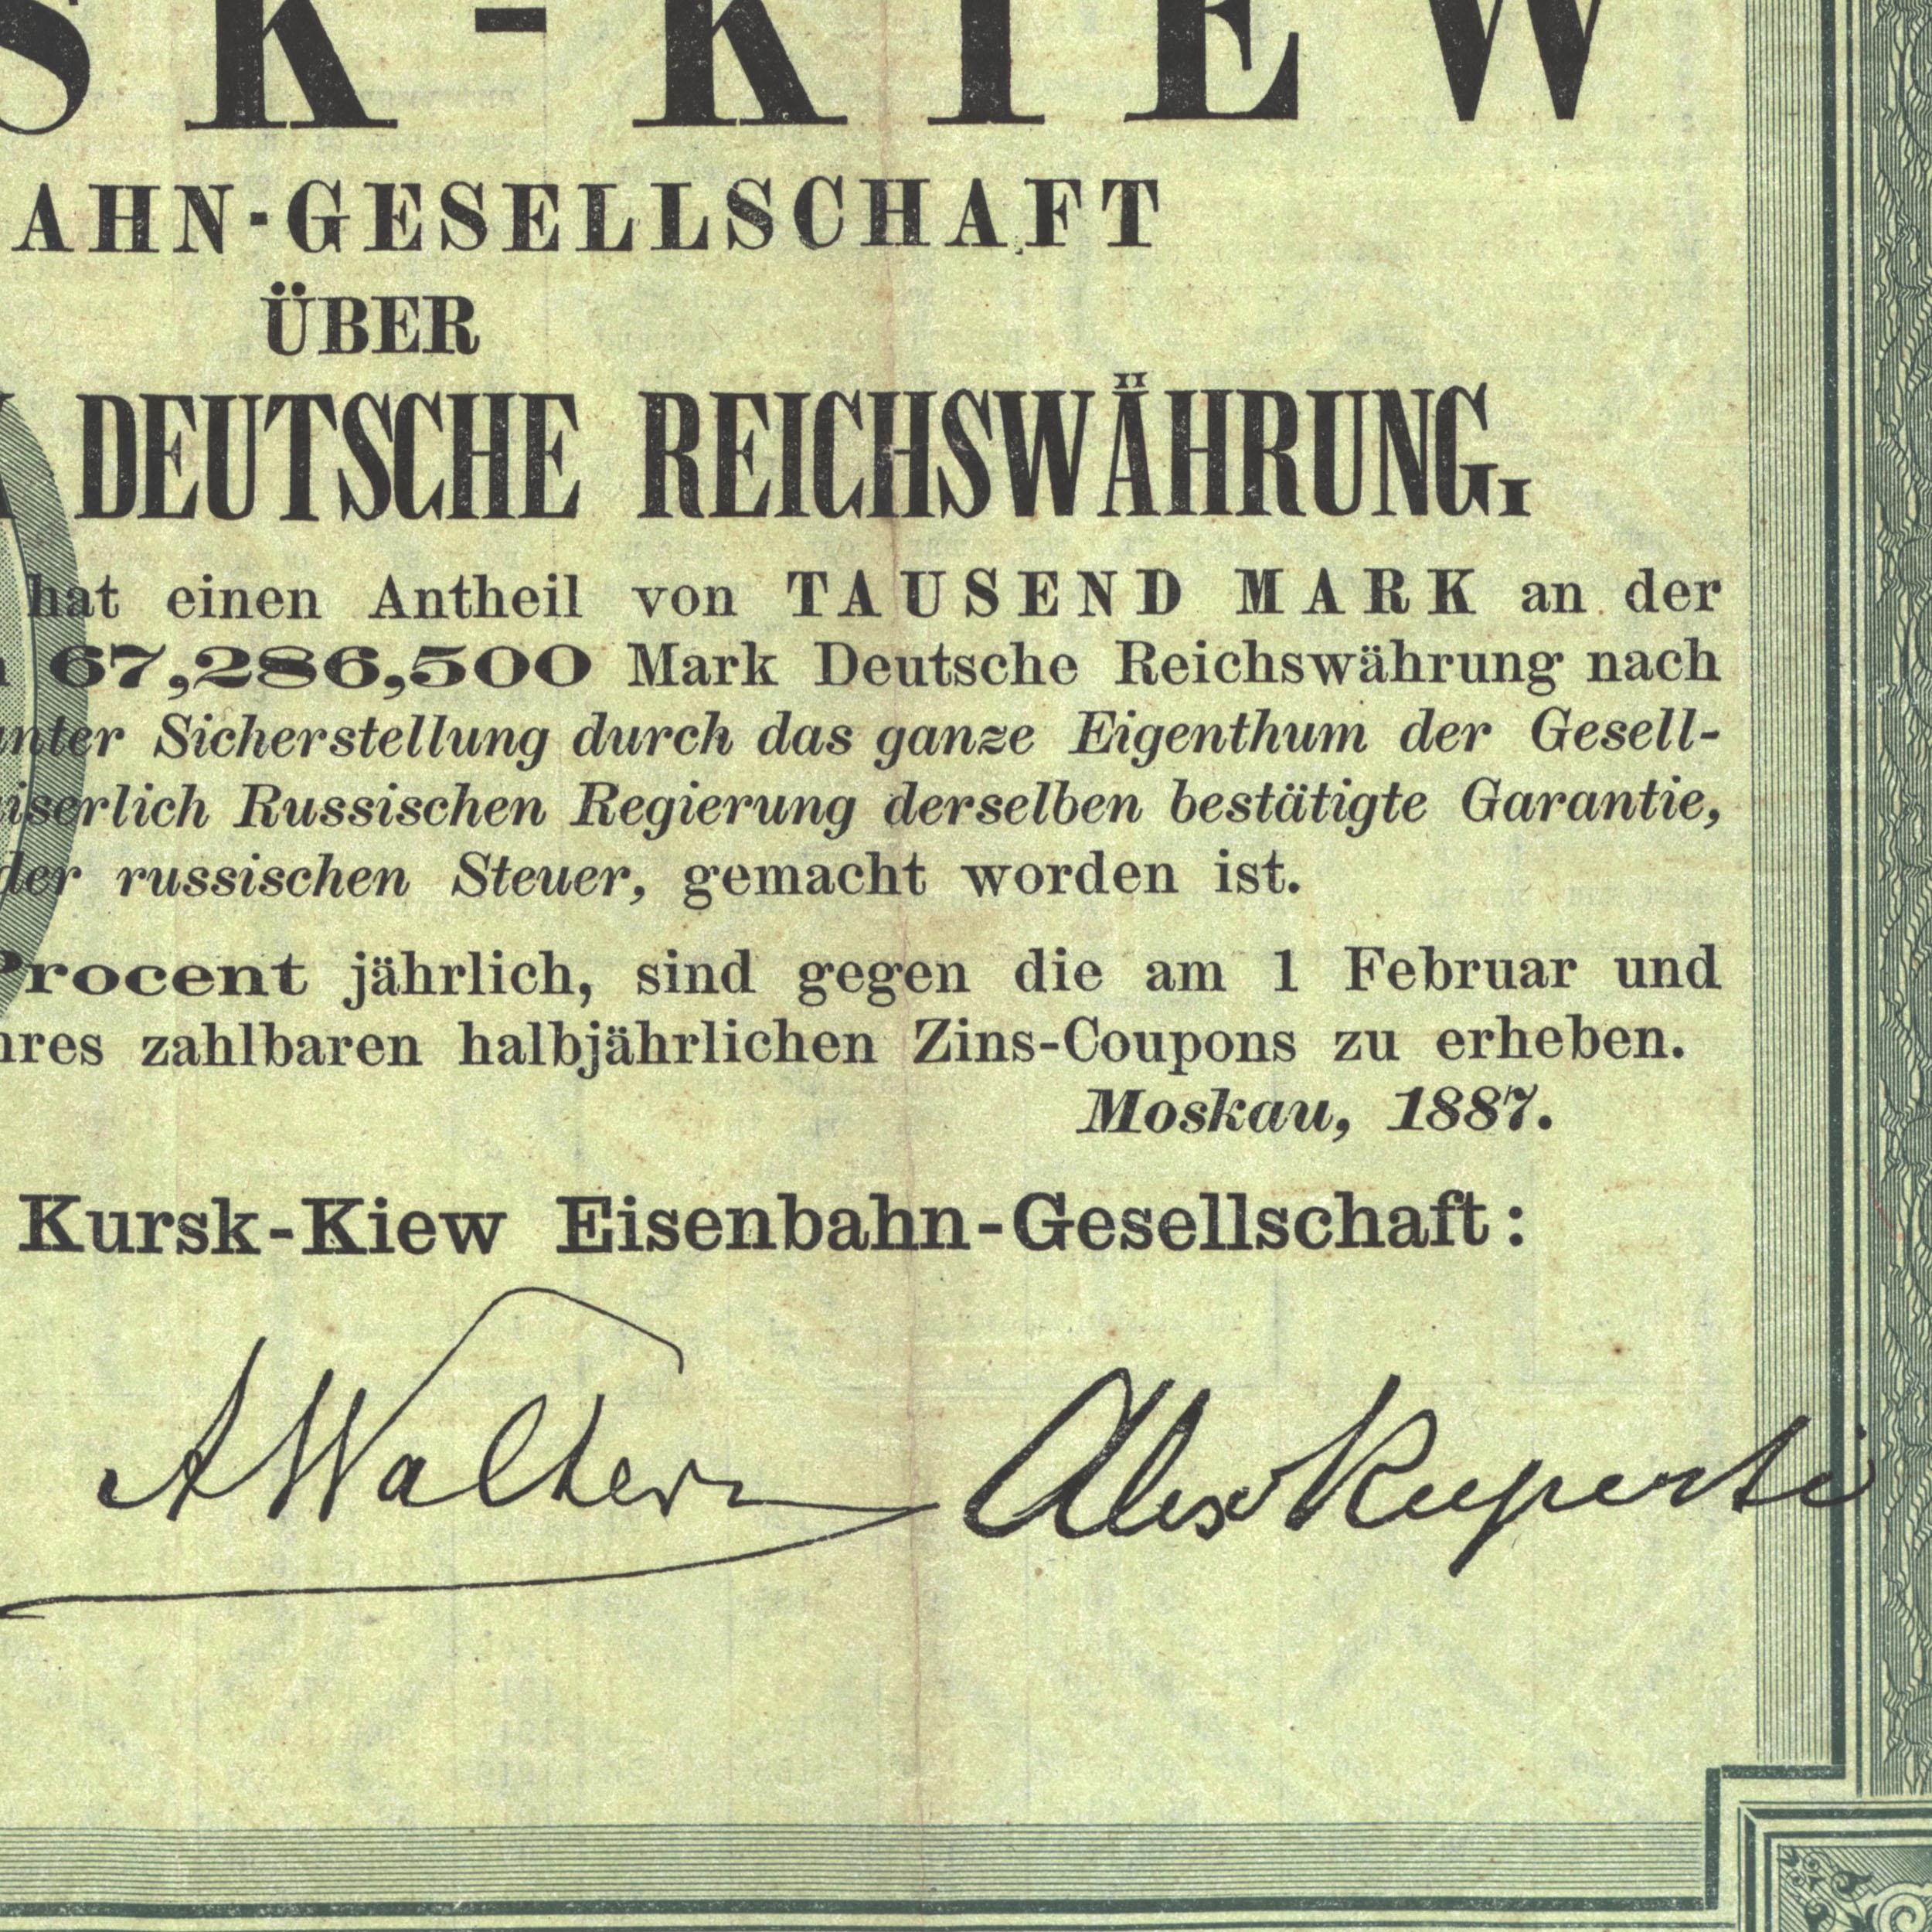 SK-KIEW
AHN-GESELLSCHAFT
ÜBER
DEUTSCHE REICHSWÄHRUNG,
hat einen Antheil von TAUSEND MARK an der
67,286,500 Mark Deutsche Reichswährung nach
unter Sicherstellung durch das ganze Eigenthum der Gesell-
iserlich Russischen Regierung derselben bestätigte Garantie,
der russischen Steuer, gemacht worden ist.
Procent jährlich, sind gegen die am 1 Februar und
hres zahlbaren halbjährlichen Zins-Coupons zu erheben.
Moskau, 1887.
Kursk-Kiew Eisenbahn-Gesellschaft:
A Walter Alex Ruperti